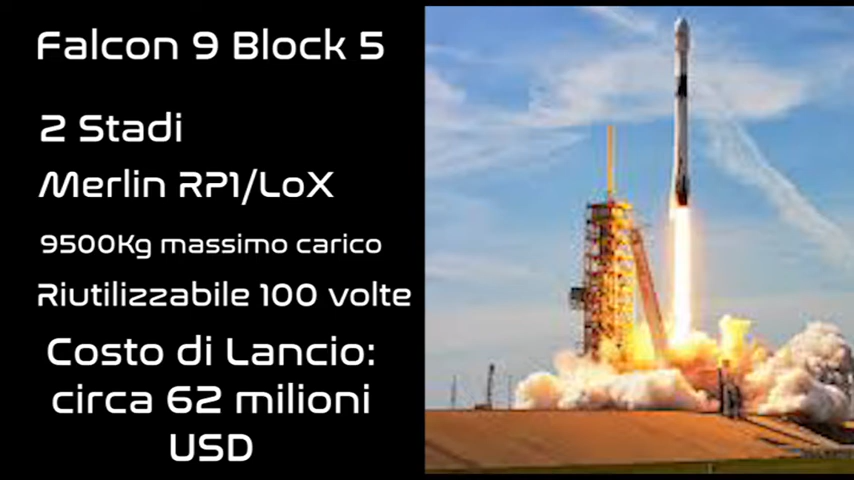 Falcon 9 Block 5
2 Stadi
Merlin RP1/LoX
9500Kg massimo carico
Riutilizzabile 100 volte
Costo di Lancio:
circa 62 milioni
USD